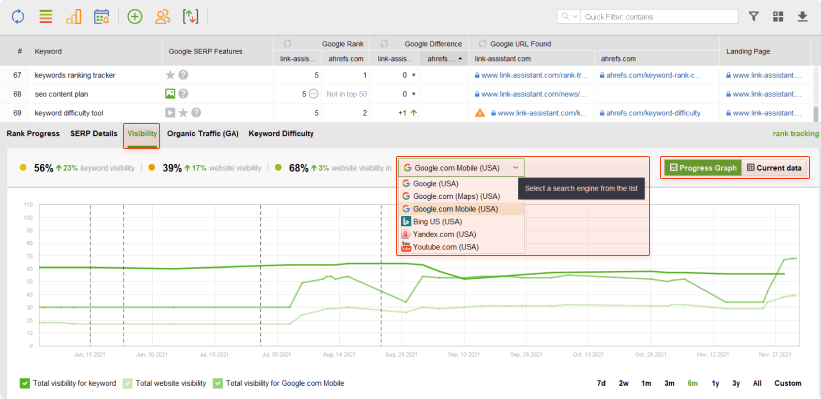 Quick Filter: contains
# Keyword Google SERP Features Google Rank Google Difference Google URL Found Landing Page
link-assis... ahrefs.com link-assis... ahrefs.... link-assistant.com ahrefs.com
67 keywords ranking tracker 5 1 0 www.link-assistant.com/rank-tr... ahrefs.com/keyword-rank-c... www.link-assistant....
68 seo content plan 5 Not in top 50 0 www.link-assistant.com/news/... www.link-assistant....
69 keyword difficulty tool 5 2 +1 www.link-assistant.com/k... ahrefs.com/keyword-difficulty www.link-assistant....
Rank Progress SERP Details Visibility Organic Traffic (GA) Keyword Difficulty rank tracking
56% 23% keyword visibility 39% 17% website visibility 68% 3% website visibility in Google.com Mobile (USA) Progress Graph Current data
Google (USA)
Select a search engine from the list
Google.com (Maps) (USA)
Google.com Mobile (USA)
Bing US (USA)
Yandex.com (USA)
Youtube.com (USA)
110
100
90
80
70
60
50
40
30
20
10
0
Jun, 15 2021 Jun, 30 2021 Jul, 15 2021 Jul, 30 2021 Aug, 14 2021 Aug, 29 2021 Sep, 13 2021 Sep, 28 2021 Oct, 13 2021 Oct, 28 2021 Nov, 12 2021 Nov, 27 2021
Total visibility for keyword Total website visibility Total visibility for Google.com Mobile 7d 2w 1m 3m 6m 1y 3y All Custom